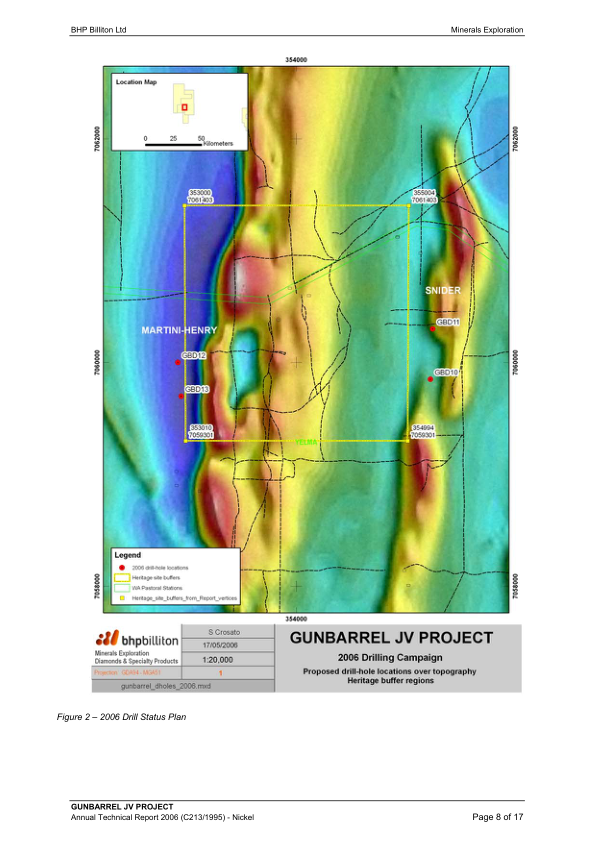 BHP Billiton Ltd
Minerals Exploration
354000
Location Map
0 25 50
Kilometers
7062000
7062000
353000
7061403
355004
7061403
SNIDER
MARTINI-HENRY
GBD11
GBD12
7060000
7060000
GBD10
GBD13
353010
7059301
354994
7059301
YELMA
Legend
2006 drill-hole locations
Heritage site buffers
WA Pastoral Stations
Heritage_site_buffers_from_Report_vertices
7058000
7058000
354000
bhpbilliton
Minerals Exploration
Diamonds & Specialty Products
S Crosato
17/05/2006
1:20,000
1
gunbarrel_dholes_2006.mxd
GUNBARREL JV PROJECT
2006 Drilling Campaign
Proposed drill-hole locations over topography
Heritage buffer regions
Figure 2 – 2006 Drill Status Plan
GUNBARREL JV PROJECT
Annual Technical Report 2006 (C213/1995) - Nickel
Page 8 of 17